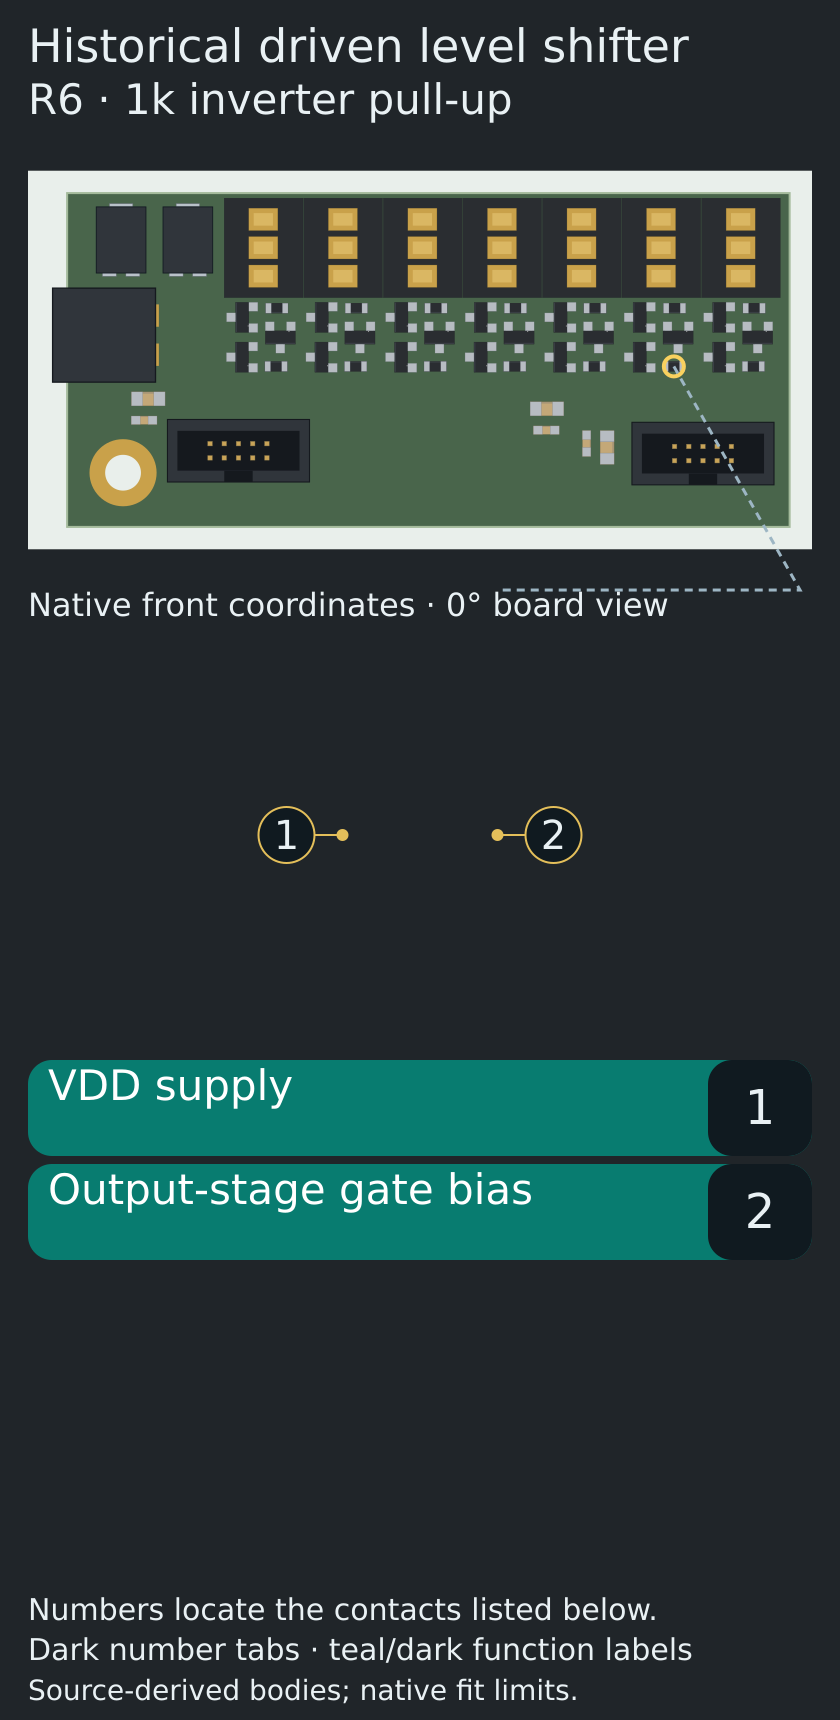 Historical driven level shifter
R6 · 1k inverter pull-up
Native front coordinates · 0° board view
1
2
VDD supply
1
Output-stage gate bias
2
Numbers locate the contacts listed below.
Dark number tabs · teal/dark function labels
Source-derived bodies; native fit limits.